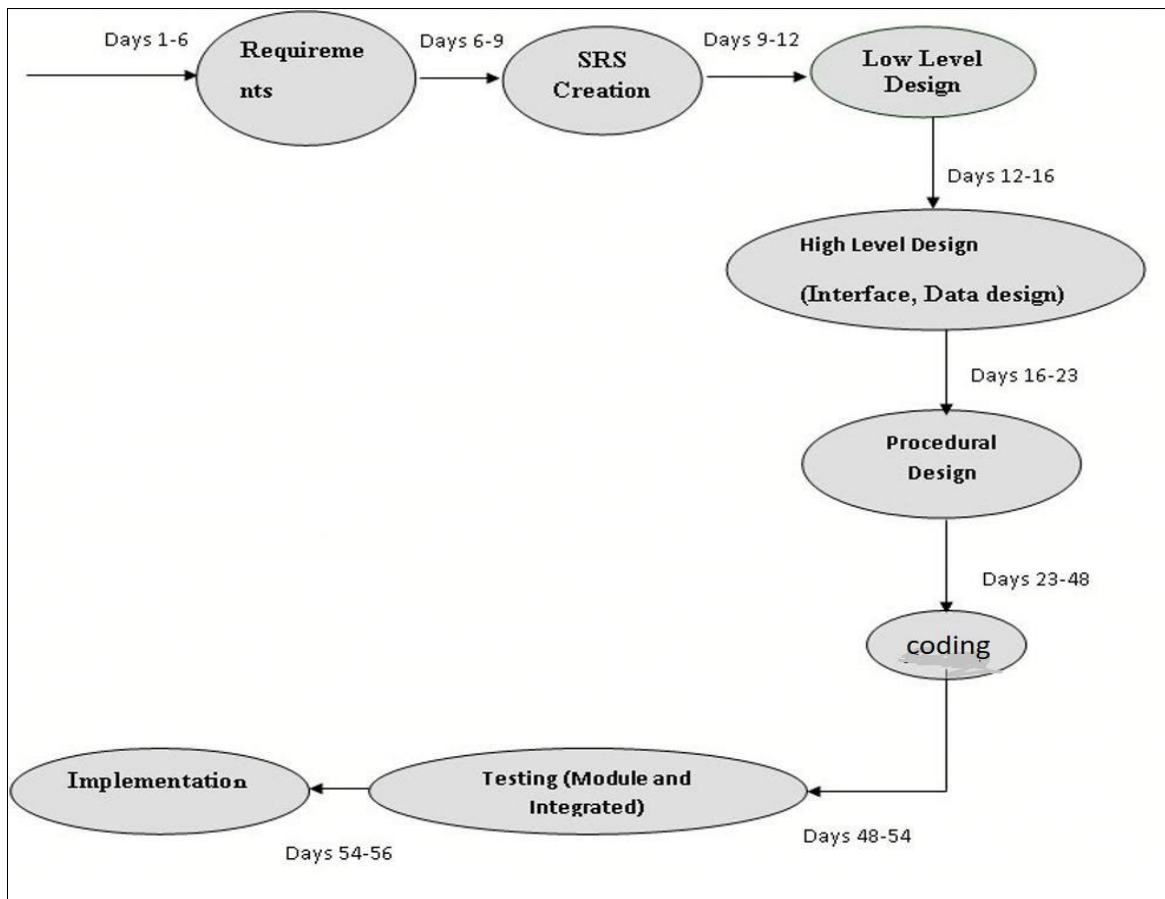 Days 1-6
Requireme
nts
Days 6-9
SRS
Creation
Days 9-12
Low Level
Design
Days 12-16
High Level Design
(Interface, Data design)
Days 16-23
Procedural
Design
Days 23-48
coding
Days 48-54
Testing (Module and
Integrated)
Days 54-56
Implementation